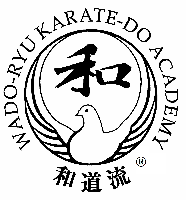 WADO-RYU KARATE-DO ACADEMY
和
®
和道流